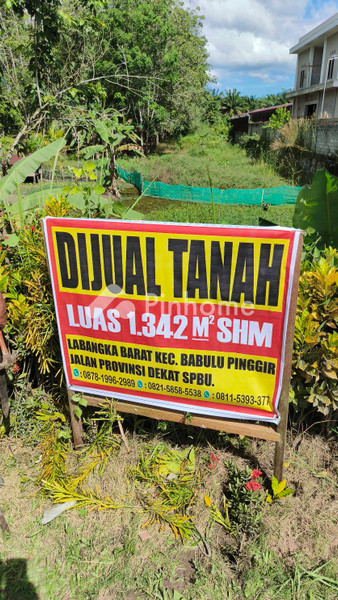 DIJUAL TANAH
LUAS 1.342 M² SHM
LABANGKA BARAT KEC. BABULU PINGGIR
JALAN PROVINSI DEKAT SPBU.
0878-1996-2989 0821-5858-5538 0811-5393-377
Pinhome